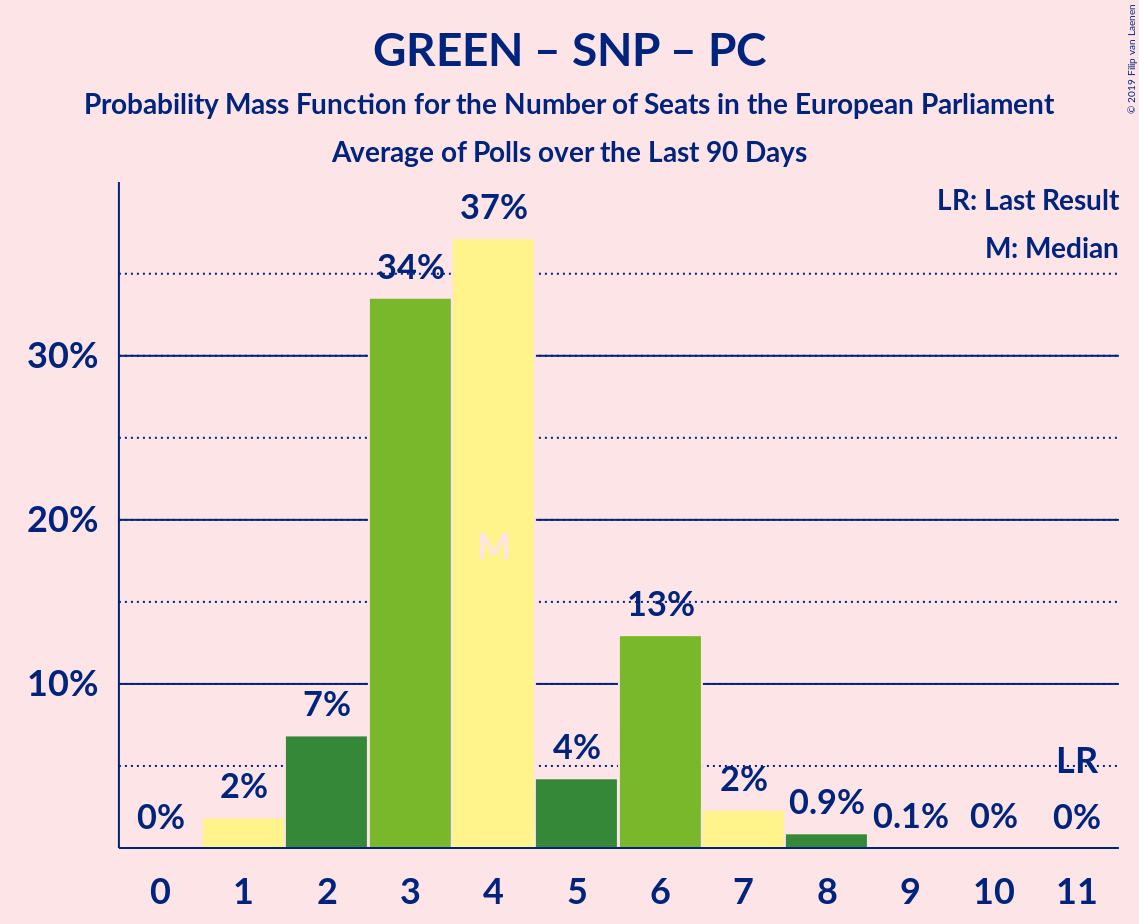 GREEN – SNP – PC
Probability Mass Function for the Number of Seats in the European Parliament
Average of Polls over the Last 90 Days
© 2019 Filip van Laenen
LR: Last Result
M: Median
37%
34%
30%
20%
M
13%
10%
7%
4%
LR
2%
2%
0.9%
0%
0.1%
0%
0%
0 1 2 3 4 5 6 7 8 9 10 11